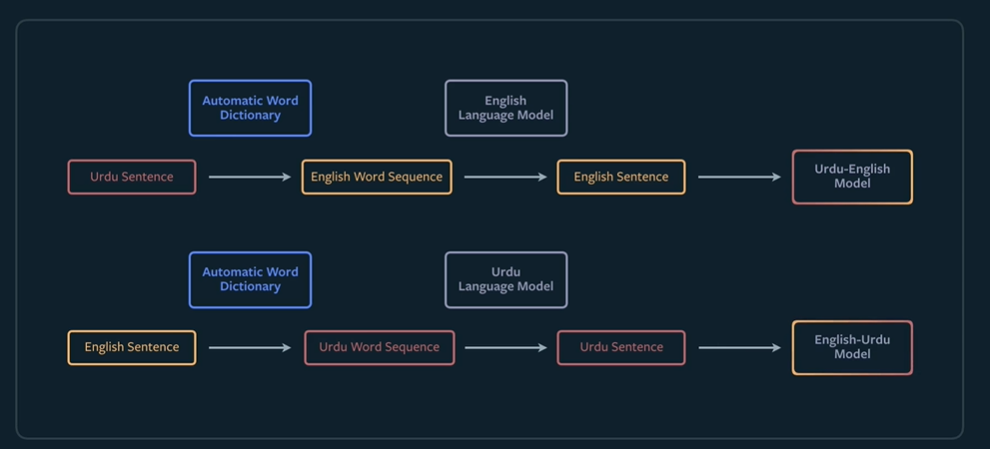 Automatic Word
Dictionary
English
Language Model
Urdu Sentence
English Word Sequence
English Sentence
Urdu-English
Model
Automatic Word
Dictionary
Urdu
Language Model
English Sentence
Urdu Word Sequence
Urdu Sentence
English-Urdu
Model